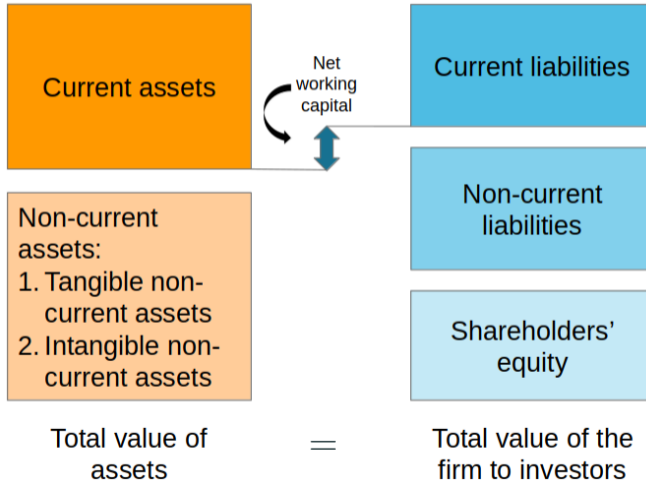 Current assets
Net
working
capital
Current liabilities
Non-current
assets:
1. Tangible non-
current assets
2. Intangible non-
current assets
Non-current
liabilities
Shareholders’
equity
Total value of
assets
=
Total value of the
firm to investors